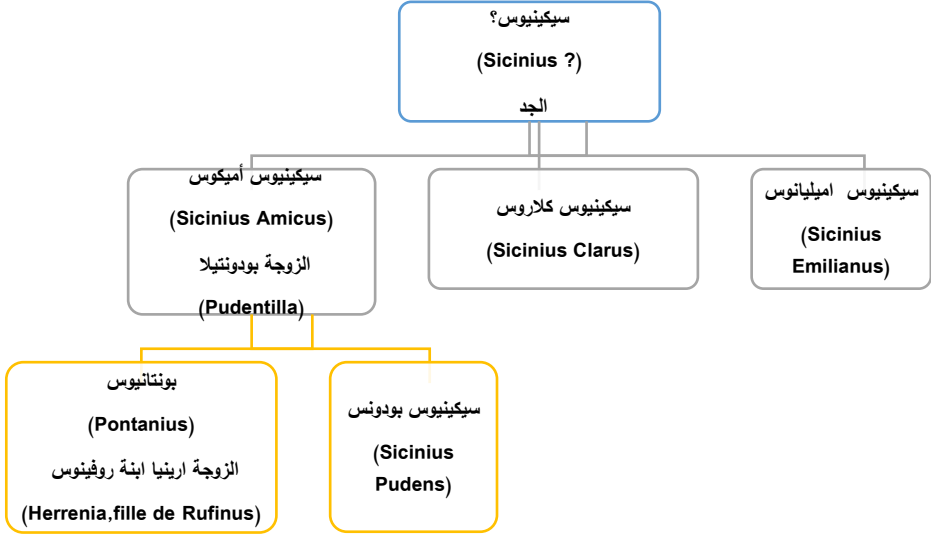 سيكينيوس؟
(Sicinius ?)
الجد
سيكينيوس أميكوس
(Sicinius Amicus)
الزوجة بودونتيلا
(Pudentilla)
سيكينيوس كلاروس
(Sicinius Clarus)
سيكينيوس اميليانوس
(Sicinius
Emilianus)
بونتانيوس
(Pontanius)
الزوجة ارينيا ابنة روفينوس
(Herrenia,fille de Rufinus)
سيكينيوس بودونس
(Sicinius
Pudens)